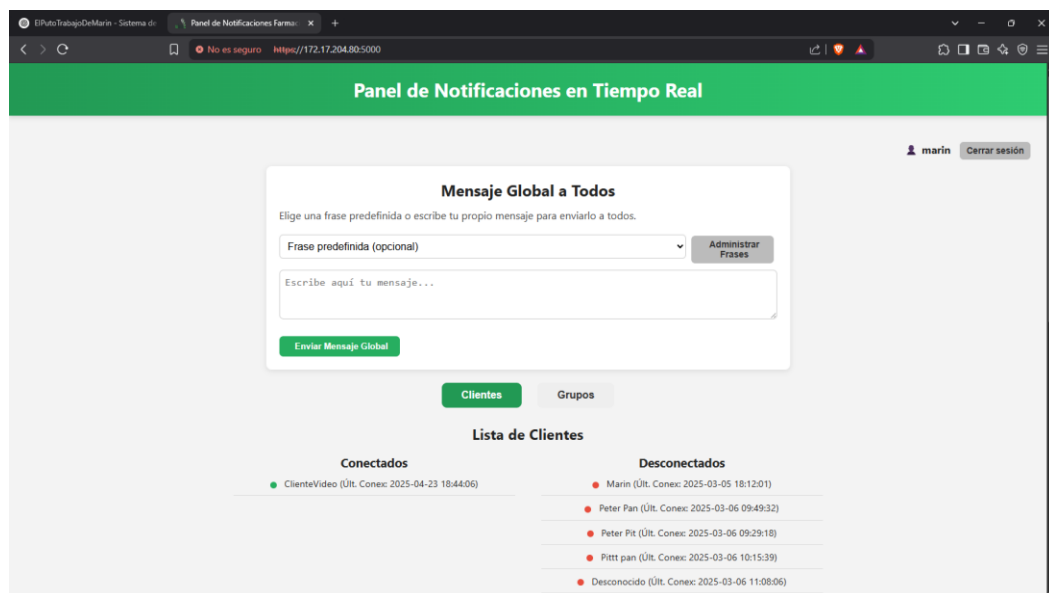 ElPutoTrabajoDeMarin - Sistema de
Panel de Notificaciones Farmac
No es seguro https://172.17.204.80:5000
Panel de Notificaciones en Tiempo Real
marin Cerrar sesión
Mensaje Global a Todos
Elige una frase predefinida o escribe tu propio mensaje para enviarlo a todos.
Frase predefinida (opcional)
Administrar
Frases
Escribe aquí tu mensaje...
Enviar Mensaje Global
Clientes Grupos
Lista de Clientes
Conectados
ClienteVideo (Últ. Conex: 2025-04-23 18:44:06)
Desconectados
Marin (Últ. Conex: 2025-03-05 18:12:01)
Peter Pan (Últ. Conex: 2025-03-06 09:49:32)
Peter Pit (Últ. Conex: 2025-03-06 09:29:18)
Pittt pan (Últ. Conex: 2025-03-06 10:15:39)
Desconocido (Últ. Conex: 2025-03-06 11:08:06)